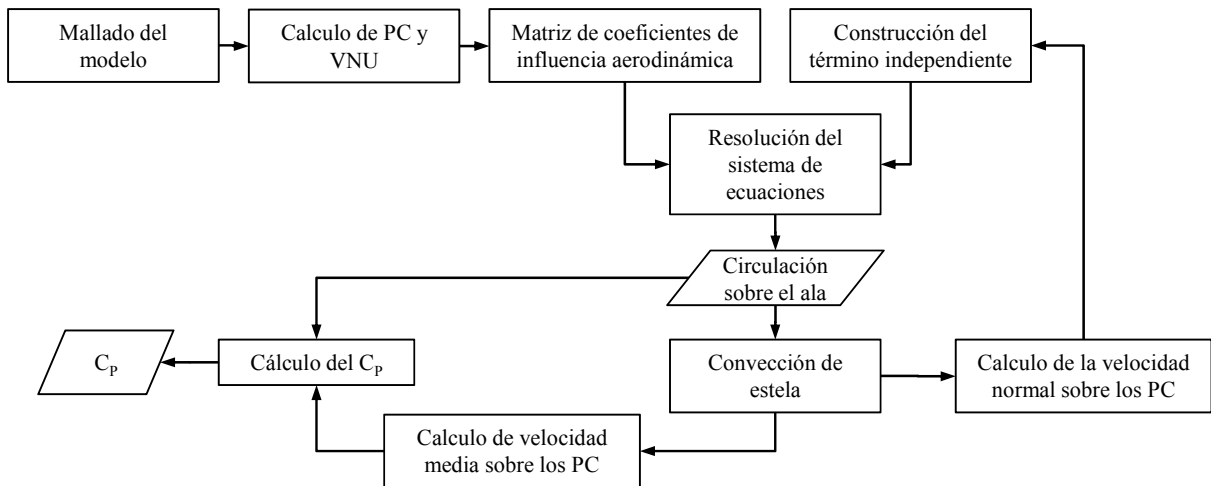 Mallado del
modelo
Calculo de PC y
VNU
Matriz de coeficientes de
influencia aerodinámica
Construcción del
término independiente
Resolución del
sistema de
ecuaciones
Circulación
sobre el ala
C_P
Cálculo del C_P
Convección de
estela
Calculo de la velocidad
normal sobre los PC
Calculo de velocidad
media sobre los PC